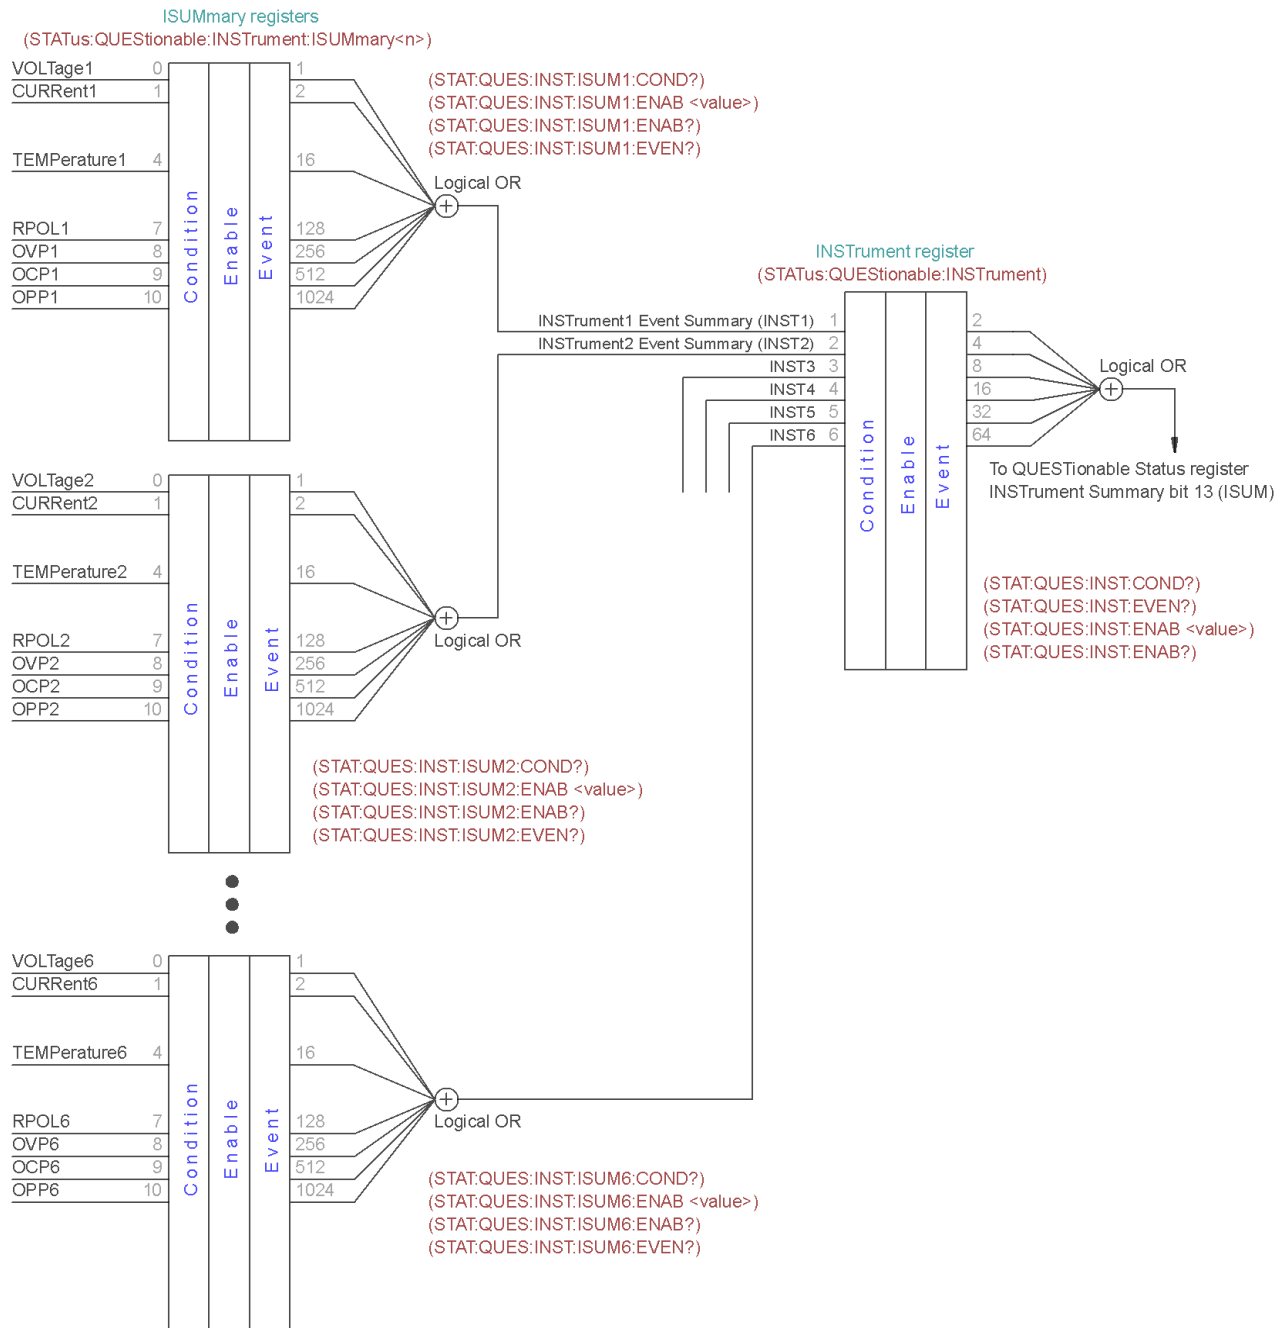 ISUMmary registers
(STATus:QUEStionable:INSTrument:ISUMmary<n>)
VOLTage1 0 1
CURRent1 1 2
TEMPerature1 4 16
RPOL1 7 128
OVP1 8 256
OCP1 9 512
OPP1 10 1024
Condition
Enable
Event
(STAT:QUES:INST:ISUM1:COND?)
(STAT:QUES:INST:ISUM1:ENAB <value>)
(STAT:QUES:INST:ISUM1:ENAB?)
(STAT:QUES:INST:ISUM1:EVEN?)
Logical OR
INSTrument register
(STATus:QUEStionable:INSTrument)
INSTrument1 Event Summary (INST1) 1 2
INSTrument2 Event Summary (INST2) 2 4
INST3 3 8
INST4 4 16
INST5 5 32
INST6 6 64
Condition
Enable
Event
Logical OR
To QUESTionable Status register
INSTrument Summary bit 13 (ISUM)
(STAT:QUES:INST:COND?)
(STAT:QUES:INST:EVEN?)
(STAT:QUES:INST:ENAB <value>)
(STAT:QUES:INST:ENAB?)
VOLTage2 0 1
CURRent2 1 2
TEMPerature2 4 16
RPOL2 7 128
OVP2 8 256
OCP2 9 512
OPP2 10 1024
Condition
Enable
Event
Logical OR
(STAT:QUES:INST:ISUM2:COND?)
(STAT:QUES:INST:ISUM2:ENAB <value>)
(STAT:QUES:INST:ISUM2:ENAB?)
(STAT:QUES:INST:ISUM2:EVEN?)
VOLTage6 0 1
CURRent6 1 2
TEMPerature6 4 16
RPOL6 7 128
OVP6 8 256
OCP6 9 512
OPP6 10 1024
Condition
Enable
Event
Logical OR
(STAT:QUES:INST:ISUM6:COND?)
(STAT:QUES:INST:ISUM6:ENAB <value>)
(STAT:QUES:INST:ISUM6:ENAB?)
(STAT:QUES:INST:ISUM6:EVEN?)